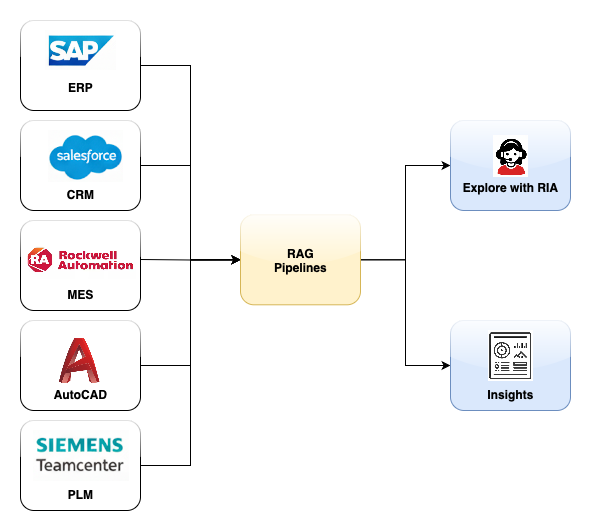 SAP
ERP
salesforce
CRM
RA
Rockwell
Automation
MES
AutoCAD
SIEMENS
Teamcenter
PLM
RAG
Pipelines
Explore with RIA
Insights